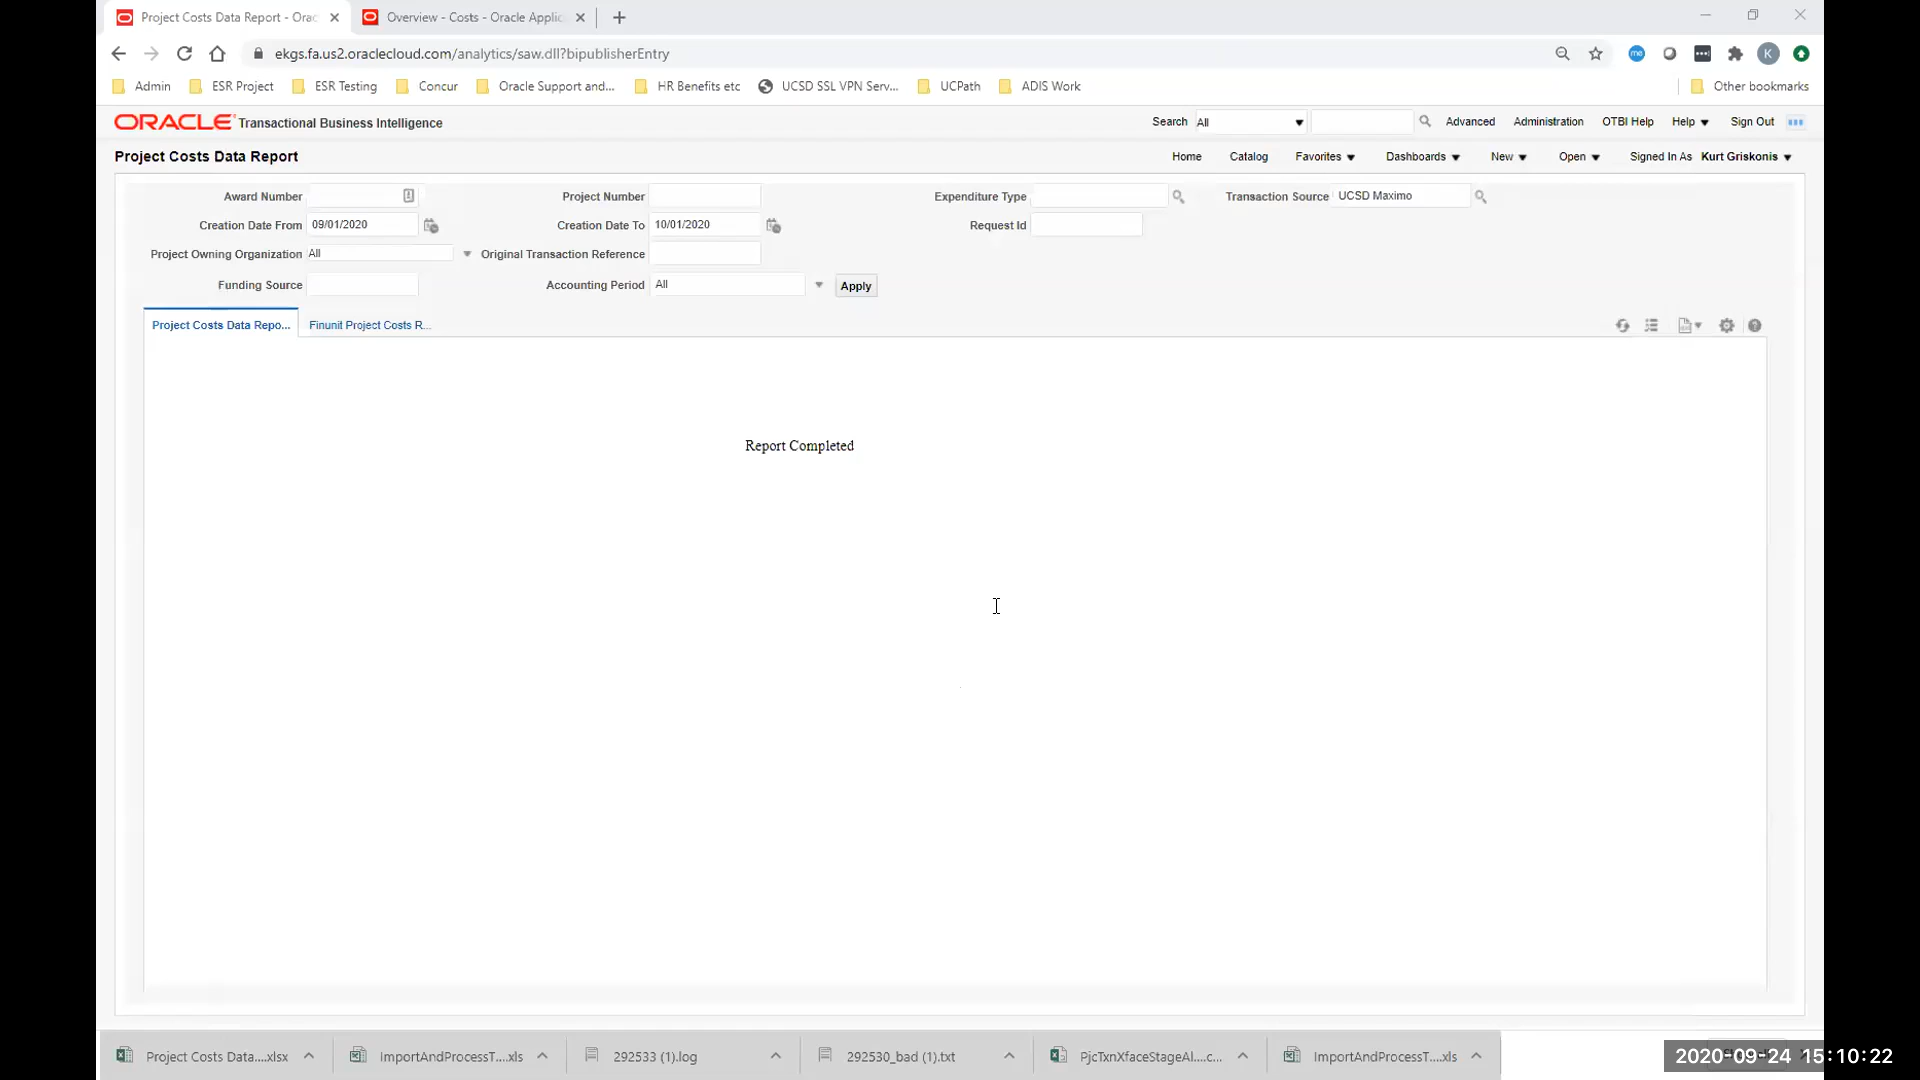 Project Costs Data Report - Orac
Overview - Costs - Oracle Applic
ekgs.fa.us2.oraclecloud.com/analytics/saw.dll?bipublisherEntry
K
Admin ESR Project ESR Testing Concur Oracle Support and... HR Benefits etc UCSD SSL VPN Serv... UCPath ADIS Work Other bookmarks
ORACLE Transactional Business Intelligence Search All Advanced Administration OTBI Help Help Sign Out
Project Costs Data Report Home Catalog Favorites Dashboards New Open Signed In As Kurt Griskonis
Award Number Project Number Expenditure Type Transaction Source UCSD Maximo
Creation Date From 09/01/2020 Creation Date To 10/01/2020 Request Id
Project Owning Organization All Original Transaction Reference
Funding Source Accounting Period All Apply
Project Costs Data Repo... Finunit Project Costs R...
Report Completed
Project Costs Data....xlsx ImportAndProcessT....xls 292533 (1).log 292530_bad (1).txt PjcTxnXfaceStageAl....c... ImportAndProcessT....xls
2020-09-24 15:10:22